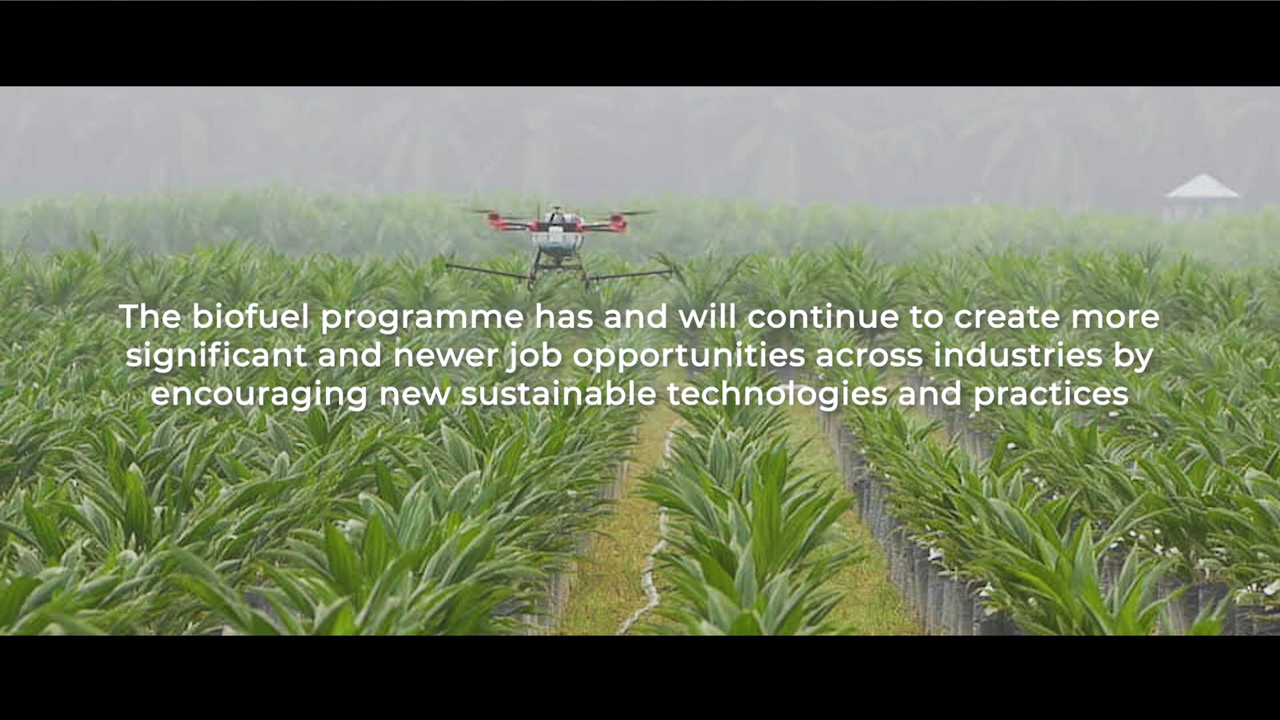 The biofuel programme has and will continue to create more
significant and newer job opportunities across industries by
encouraging new sustainable technologies and practices